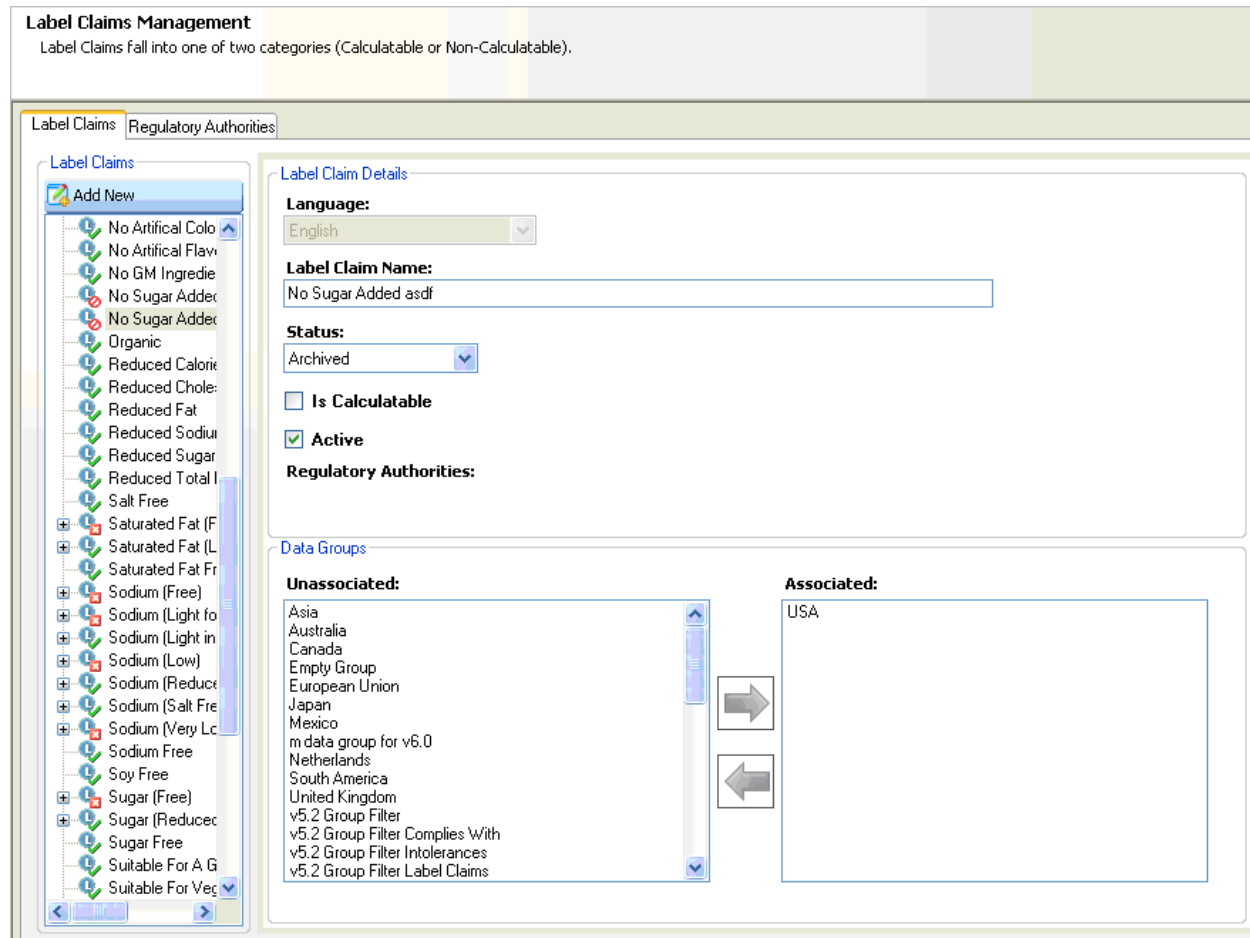 Label Claims Management
Label Claims fall into one of two categories (Calculatable or Non-Calculatable).
Label Claims
Regulatory Authorities
Label Claims
Add New
No Artifical Colo
No Artifical Flav
No GM Ingredie
No Sugar Added
No Sugar Added
Organic
Reduced Calorie
Reduced Choles
Reduced Fat
Reduced Sodiu
Reduced Sugar
Reduced Total
Salt Free
Saturated Fat (F
Saturated Fat (L
Saturated Fat Fr
Sodium (Free)
Sodium (Light fo
Sodium (Light in
Sodium (Low)
Sodium (Reduce
Sodium (Salt Fre
Sodium (Very Lo
Sodium Free
Soy Free
Sugar (Free)
Sugar (Reduced
Sugar Free
Suitable For A G
Suitable For Veg
Label Claim Details
Language:
English
Label Claim Name:
No Sugar Added asdf
Status:
Archived
Is Calculatable
Active
Regulatory Authorities:
Data Groups
Unassociated:
Asia
Australia
Canada
Empty Group
European Union
Japan
Mexico
m data group for v6.0
Netherlands
South America
United Kingdom
v5.2 Group Filter
v5.2 Group Filter Complies With
v5.2 Group Filter Intolerances
v5.2 Group Filter Label Claims
Associated:
USA